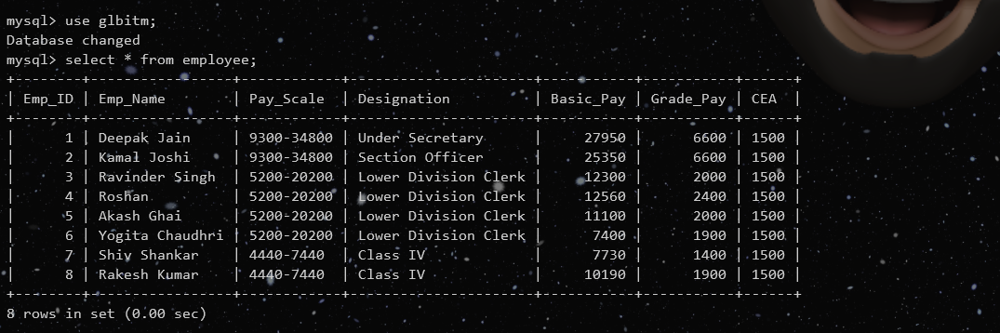 mysql> use glbitm;
Database changed
mysql> select * from employee;
+--------+-----------------+------------+----------------------+-----------+-----------+------+
| Emp_ID | Emp_Name        | Pay_Scale  | Designation          | Basic_Pay | Grade_Pay | CEA  |
+--------+-----------------+------------+----------------------+-----------+-----------+------+
|      1 | Deepak Jain     | 9300-34800 | Under Secretary      |     27950 |      6600 | 1500 |
|      2 | Kamal Joshi     | 9300-34800 | Section Officer      |     25350 |      6600 | 1500 |
|      3 | Ravinder Singh  | 5200-20200 | Lower Division Clerk |     12300 |      2000 | 1500 |
|      4 | Roshan          | 5200-20200 | Lower Division Clerk |     12560 |      2400 | 1500 |
|      5 | Akash Ghai      | 5200-20200 | Lower Division Clerk |     11100 |      2000 | 1500 |
|      6 | Yogita Chaudhri | 5200-20200 | Lower Division Clerk |      7400 |      1900 | 1500 |
|      7 | Shiv Shankar    | 4440-7440  | Class IV             |      7730 |      1400 | 1500 |
|      8 | Rakesh Kumar    | 4440-7440  | Class IV             |     10190 |      1900 | 1500 |
+--------+-----------------+------------+----------------------+-----------+-----------+------+
8 rows in set (0.00 sec)